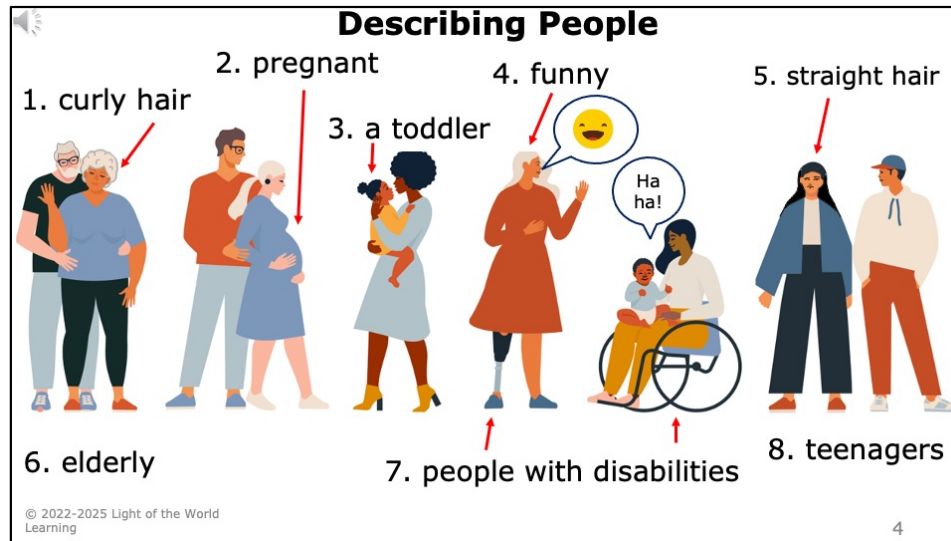 Describing People
1. curly hair
2. pregnant
3. a toddler
4. funny
5. straight hair
Ha
ha!
6. elderly
7. people with disabilities
8. teenagers
© 2022-2025 Light of the World
Learning
4